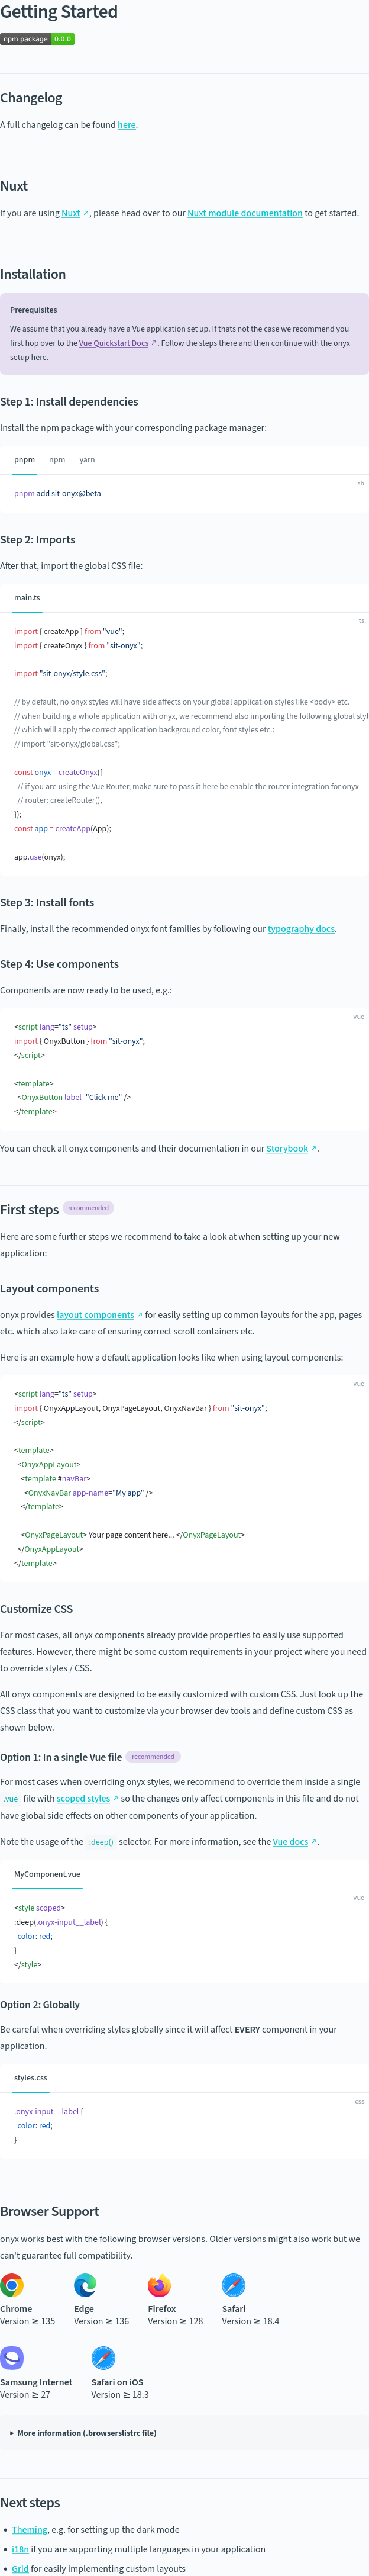 Getting Started
npm package 0.0.0
Changelog
A full changelog can be found here.
Nuxt
If you are using Nuxt ↗, please head over to our Nuxt module documentation to get started.
Installation
Prerequisites
We assume that you already have a Vue application set up. If thats not the case we recommend you
first hop over to the Vue Quickstart Docs ↗. Follow the steps there and then continue with the onyx
setup here.
Step 1: Install dependencies
Install the npm package with your corresponding package manager:
pnpm npm yarn
sh
pnpm add sit-onyx@beta
Step 2: Imports
After that, import the global CSS file:
main.ts
ts
import { createApp } from "vue";
import { createOnyx } from "sit-onyx";
import "sit-onyx/style.css";
// by default, no onyx styles will have side affects on your global application styles like <body> etc.
// when building a whole application with onyx, we recommend also importing the following global styl
// which will apply the correct application background color, font styles etc.:
// import "sit-onyx/global.css";
const onyx = createOnyx({
// if you are using the Vue Router, make sure to pass it here be enable the router integration for onyx
// router: createRouter(),
});
const app = createApp(App);
app.use(onyx);
Step 3: Install fonts
Finally, install the recommended onyx font families by following our typography docs.
Step 4: Use components
Components are now ready to be used, e.g.:
vue
<script lang="ts" setup>
import { OnyxButton } from "sit-onyx";
</script>
<template>
<OnyxButton label="Click me" />
</template>
You can check all onyx components and their documentation in our Storybook ↗.
First steps recommended
Here are some further steps we recommend to take a look at when setting up your new
application:
Layout components
onyx provides layout components ↗ for easily setting up common layouts for the app, pages
etc. which also take care of ensuring correct scroll containers etc.
Here is an example how a default application looks like when using layout components:
vue
<script lang="ts" setup>
import { OnyxAppLayout, OnyxPageLayout, OnyxNavBar } from "sit-onyx";
</script>
<template>
<OnyxAppLayout>
<template #navBar>
<OnyxNavBar app-name="My app" />
</template>
<OnyxPageLayout> Your page content here... </OnyxPageLayout>
</OnyxAppLayout>
</template>
Customize CSS
For most cases, all onyx components already provide properties to easily use supported
features. However, there might be some custom requirements in your project where you need
to override styles / CSS.
All onyx components are designed to be easily customized with custom CSS. Just look up the
CSS class that you want to customize via your browser dev tools and define custom CSS as
shown below.
Option 1: In a single Vue file recommended
For most cases when overriding onyx styles, we recommend to override them inside a single
.vue file with scoped styles ↗ so the changes only affect components in this file and do not
have global side effects on other components of your application.
Note the usage of the :deep() selector. For more information, see the Vue docs ↗.
MyComponent.vue
vue
<style scoped>
:deep(.onyx-input__label) {
color: red;
}
</style>
Option 2: Globally
Be careful when overriding styles globally since it will affect EVERY component in your
application.
styles.css
css
.onyx-input__label {
color: red;
}
Browser Support
onyx works best with the following browser versions. Older versions might also work but we
can't guarantee full compatibility.
Chrome Edge Firefox Safari
Version ≥ 135 Version ≥ 136 Version ≥ 128 Version ≥ 18.4
Samsung Internet Safari on iOS
Version ≥ 27 Version ≥ 18.3
▸ More information (.browserslistrc file)
Next steps
• Theming, e.g. for setting up the dark mode
• i18n if you are supporting multiple languages in your application
• Grid for easily implementing custom layouts